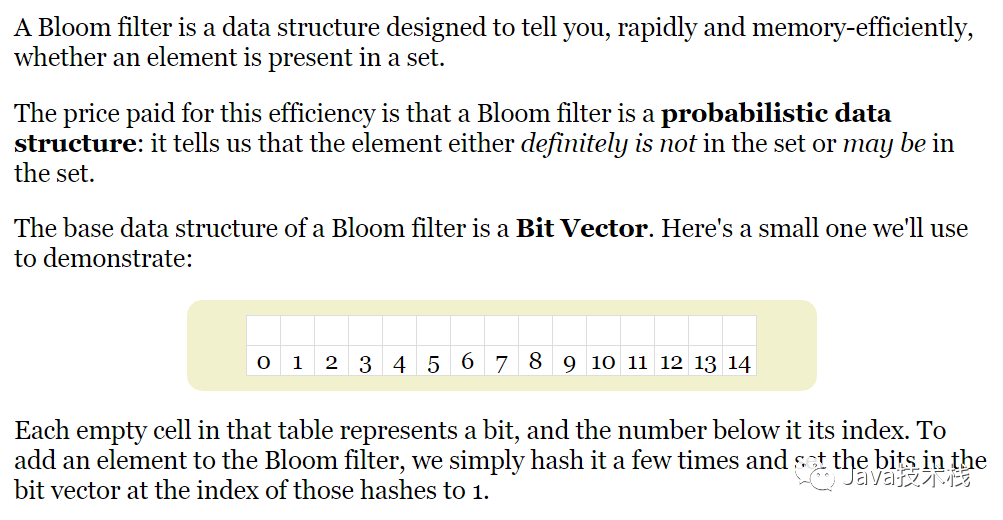 A Bloom filter is a data structure designed to tell you, rapidly and memory-efficiently,
whether an element is present in a set.
The price paid for this efficiency is that a Bloom filter is a probabilistic data
structure: it tells us that the element either definitely is not in the set or may be in
the set.
The base data structure of a Bloom filter is a Bit Vector. Here's a small one we'll use
to demonstrate:
0 1 2 3 4 5 6 7 8 9 10 11 12 13 14
Each empty cell in that table represents a bit, and the number below it its index. To
add an element to the Bloom filter, we simply hash it a few times and set the bits in the
bit vector at the index of those hashes to 1.
Java技术栈